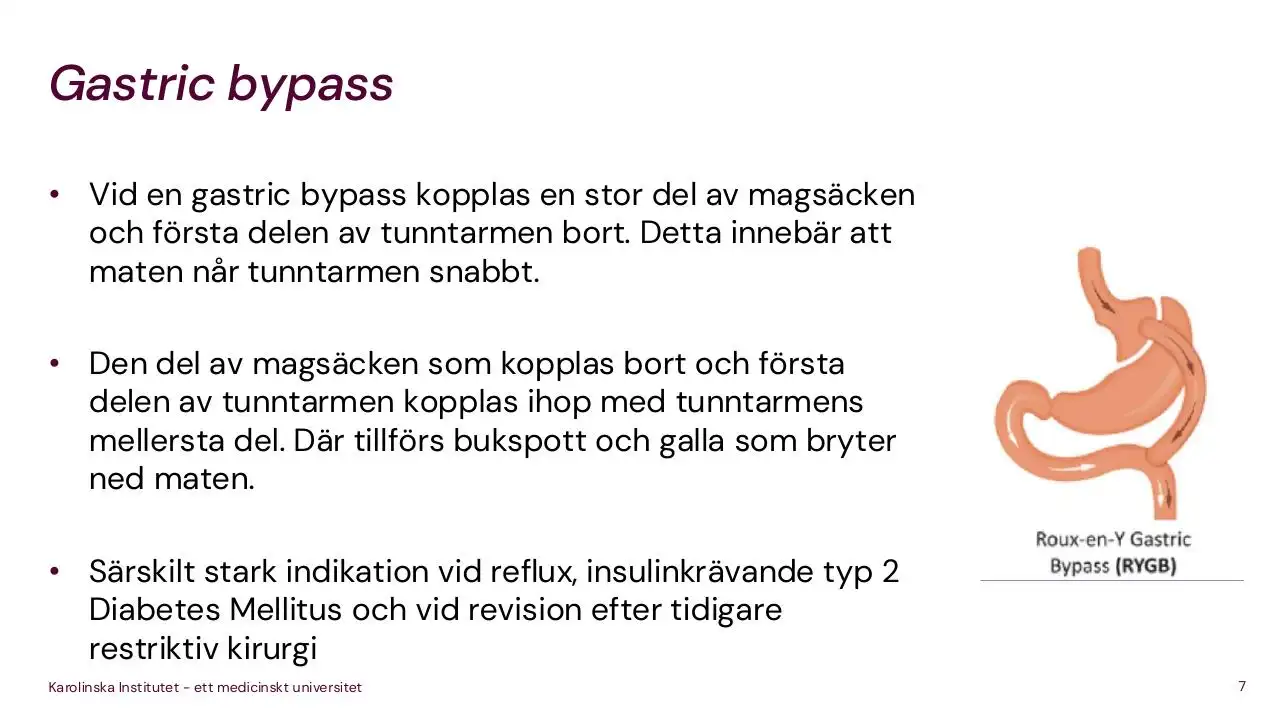 Gastric bypass
• Vid en gastric bypass kopplas en stor del av magsäcken
och första delen av tunntarmen bort. Detta innebär att
maten når tunntarmen snabbt.
• Den del av magsäcken som kopplas bort och första
delen av tunntarmen kopplas ihop med tunntarmens
mellersta del. Där tillförs bukspott och galla som bryter
ned maten.
• Särskilt stark indikation vid reflux, insulinkrävande typ 2
Diabetes Mellitus och vid revision efter tidigare
restriktiv kirurgi
Roux-en-Y Gastric
Bypass (RYGB)
Karolinska Institutet - ett medicinskt universitet
7